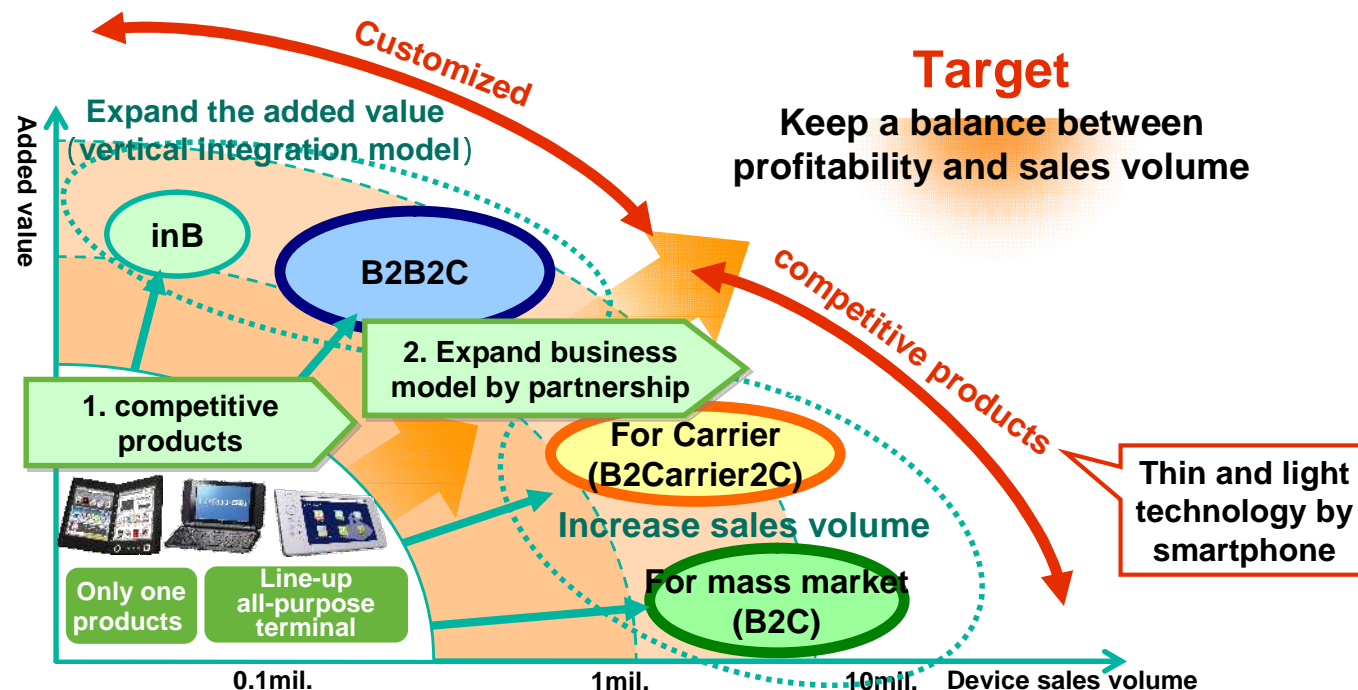 Customized
Target
Keep a balance between
profitability and sales volume
Expand the added value
(vertical integration model)
Added value
inB
B2B2C
competitive products
2. Expand business
model by partnership
1. competitive
products
For Carrier
(B2Carrier2C)
Thin and light
technology by
smartphone
Increase sales volume
Only one
products
Line-up
all-purpose
terminal
For mass market
(B2C)
0.1mil.
1mil.
10mil.
Device sales volume